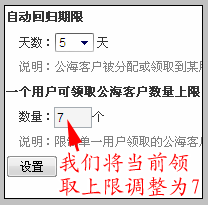 自动回归期限
天数：5 天
说明：公海客户被分配或领取到某用
一个用户可领取公海客户数量上限
数量：7 个
说明：限 单一用户领取的公海客
设置
我们将当前领
取上限调整为7